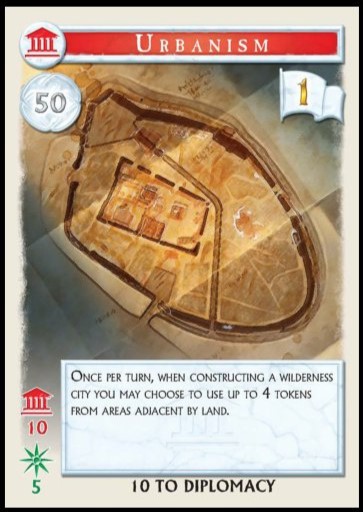 URBANISM
50
1
ONCE PER TURN, WHEN CONSTRUCTING A WILDERNESS
CITY YOU MAY CHOOSE TO USE UP TO 4 TOKENS
FROM AREAS ADJACENT BY LAND.
10
5
10 TO DIPLOMACY